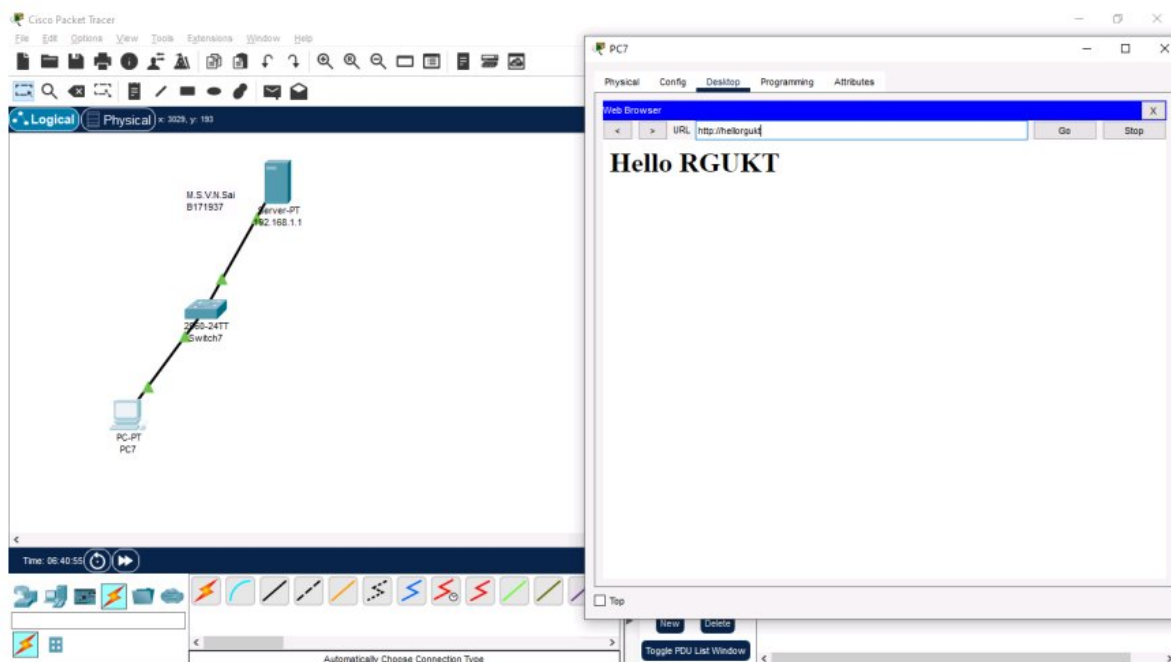 Cisco Packet Tracer
File Edit Options View Tools Extensions Window Help
Logical Physical x: 3029, y: 193
M.S.V.N.Sai
B171937
Server-PT
192.168.1.1
2960-24TT
Switch7
PC-PT
PC7
Time: 06:40:55
Automatically Choose Connection Type
PC7
Physical Config Desktop Programming Attributes
Web Browser X
< > URL http://hellorgukt Go Stop
Hello RGUKT
Top
New Delete
Toggle PDU List Window